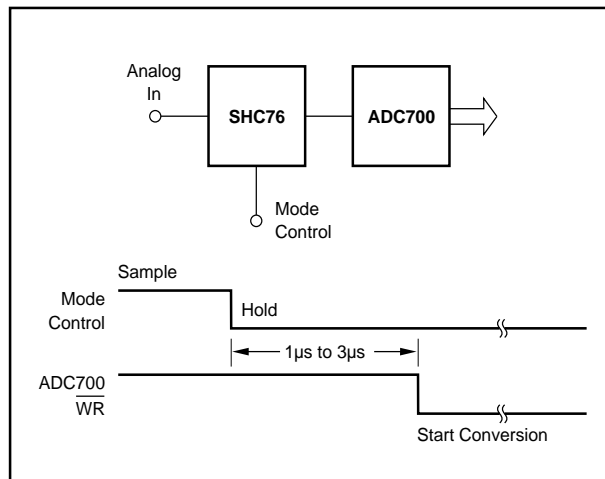 Analog
In
SHC76
ADC700
Mode
Control
Sample
Mode
Control
Hold
1µs to 3µs
ADC700
WR
Start Conversion